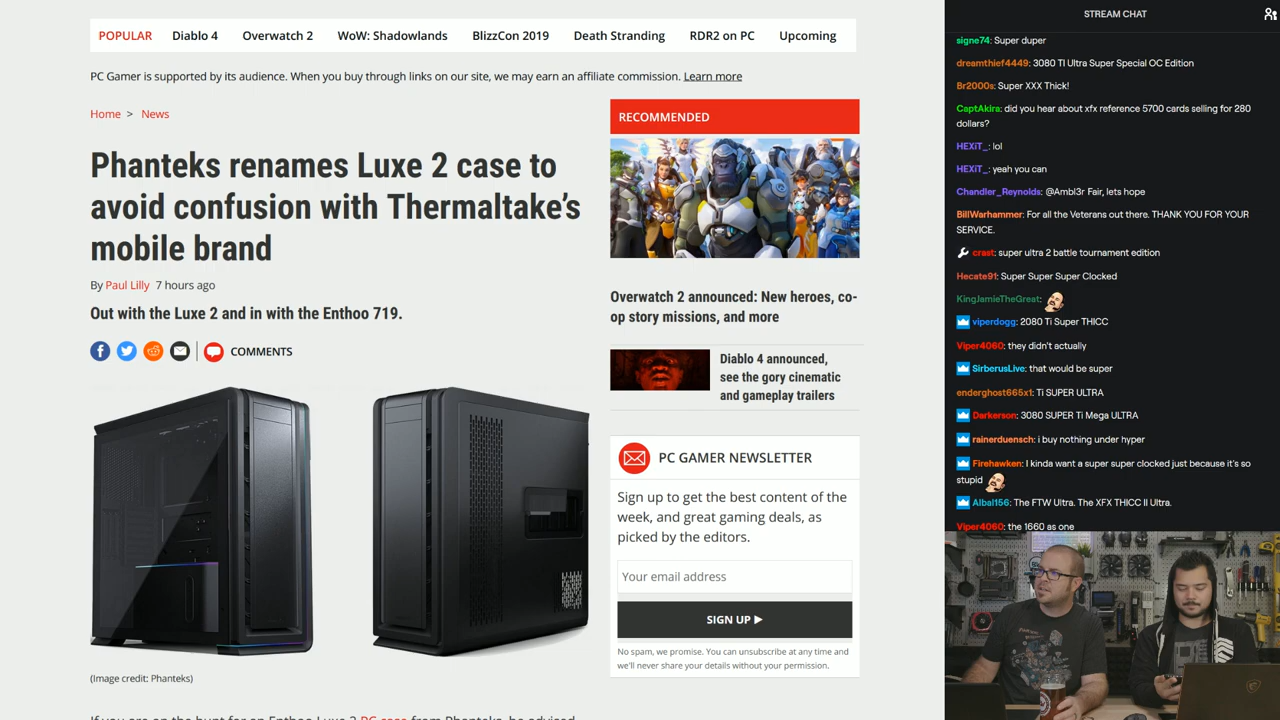 POPULAR Diablo 4 Overwatch 2 WoW: Shadowlands BlizzCon 2019 Death Stranding RDR2 on PC Upcoming
PC Gamer is supported by its audience. When you buy through links on our site, we may earn an affiliate commission. Learn more
Home > News
Phanteks renames Luxe 2 case to
avoid confusion with Thermaltake's
mobile brand
By Paul Lilly 7 hours ago
Out with the Luxe 2 and in with the Enthoo 719.
COMMENTS
(Image credit: Phanteks)
If you are on the hunt for an Enthoo Luxe 2 PC case from Phanteks, be advised
RECOMMENDED
Overwatch 2 announced: New heroes, co-
op story missions, and more
Diablo 4 announced,
see the gory cinematic
and gameplay trailers
PC GAMER NEWSLETTER
Sign up to get the best content of the
week, and great gaming deals, as
picked by the editors.
Your email address
SIGN UP
No spam, we promise. You can unsubscribe at any time and
we'll never share your details without your permission.
STREAM CHAT
signe74: Super duper
dreamthief4449: 3080 TI Ultra Super Special OC Edition
Br2000s: Super XXX Thick!
CaptAkira: did you hear about xfx reference 5700 cards selling for 280
dollars?
HEXiT_: lol
HEXiT_: yeah you can
Chandler_Reynolds: @Ambl3r Fair, lets hope
BillWarhammer: For all the Veterans out there. THANK YOU FOR YOUR
SERVICE.
crast: super ultra 2 battle tournament edition
Hecate91: Super Super Super Clocked
KingJamieTheGreat:
viperdogg: 2080 Ti Super THICC
Viper4060: they didn't actually
SirberusLive: that would be super
enderghost665x1: Ti SUPER ULTRA
Darkerson: 3080 SUPER Ti Mega ULTRA
rainerduensch: i buy nothing under hyper
Firehawken: I kinda want a super super clocked just because it's so
stupid
Albal156: The FTW Ultra. The XFX THICC II Ultra.
Viper4060: the 1660 as one